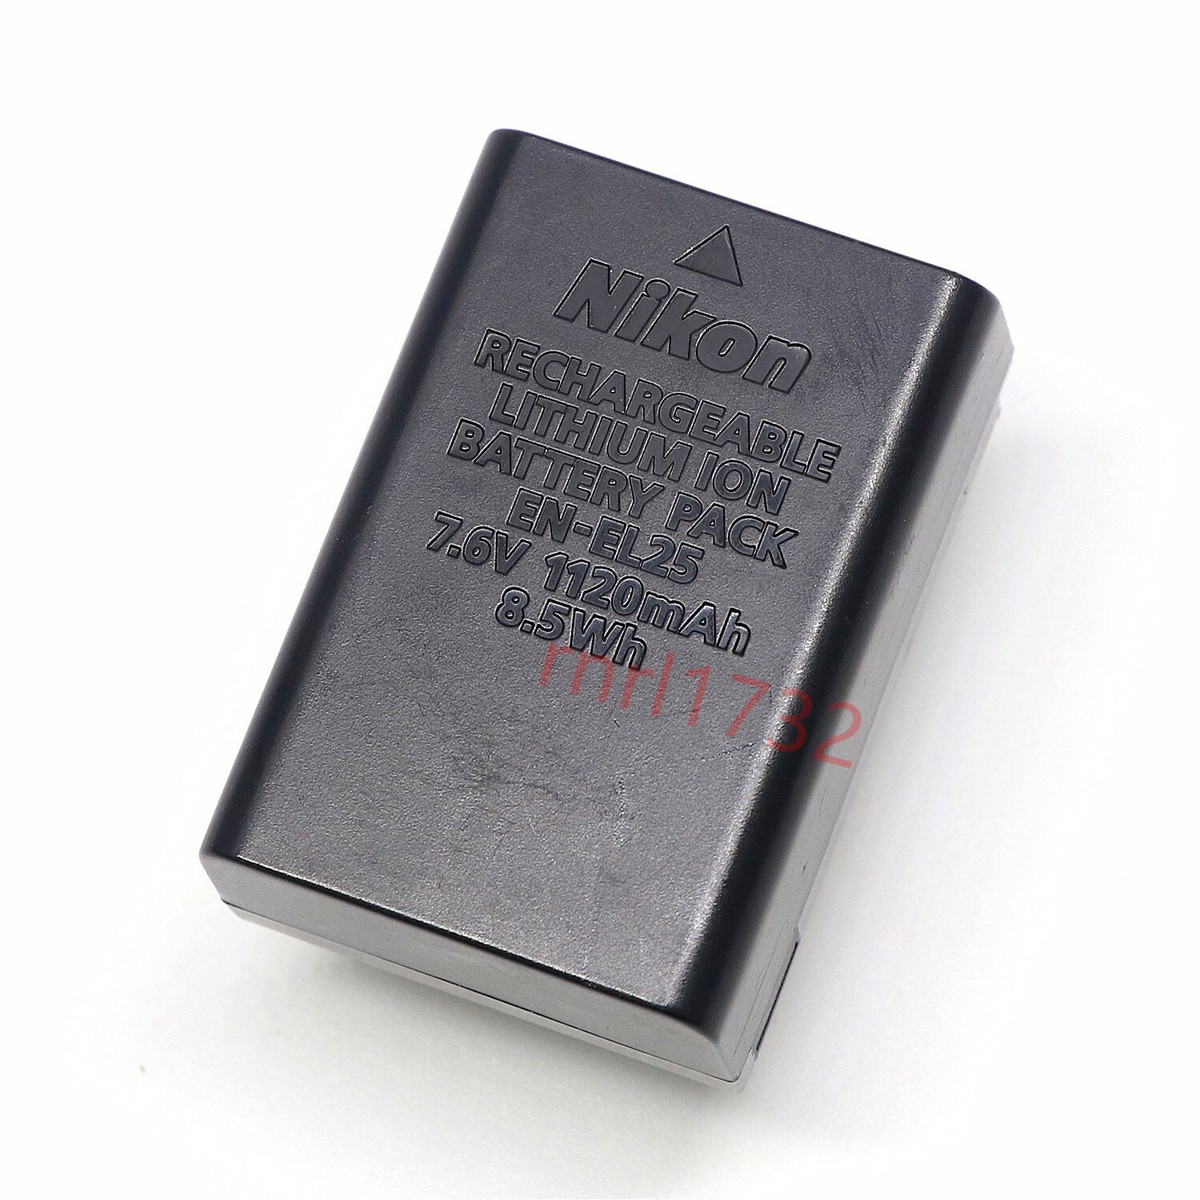 Nikon
RECHARGEABLE
LITHIUM ION
BATTERY PACK
EN-EL25
7.6V 1120mAh
8.5Wh
rnrl1732